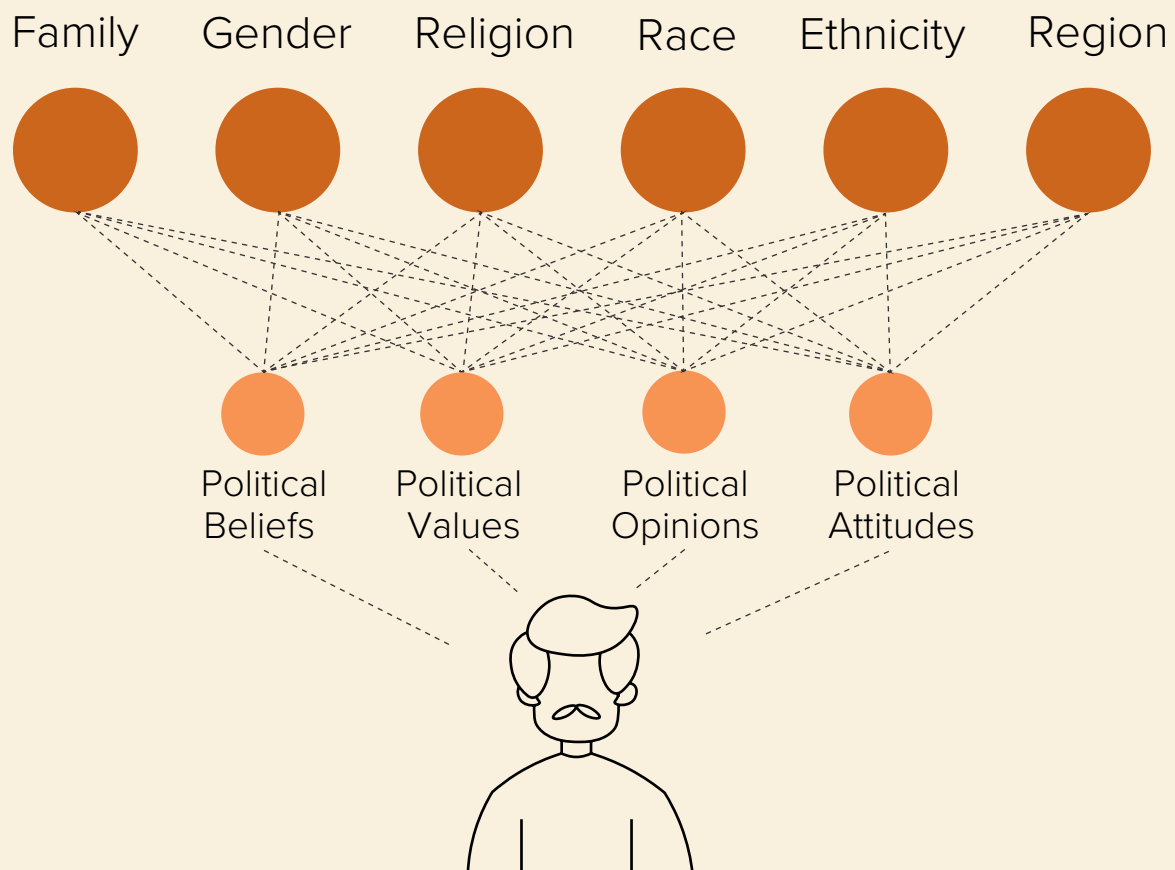 Family
Gender
Religion
Race
Ethnicity
Region
Political
Beliefs
Political
Values
Political
Opinions
Political
Attitudes